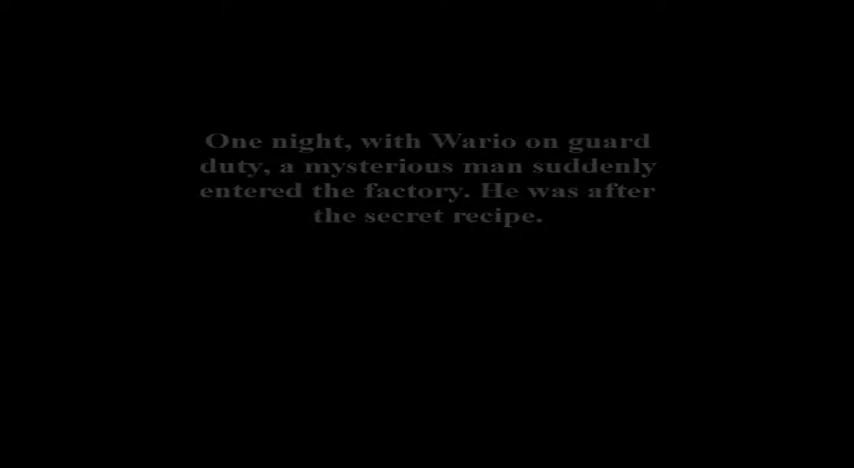 One night, with Wario on guard
duty, a mysterious man suddenly
entered the factory. He was after
the secret recipe.